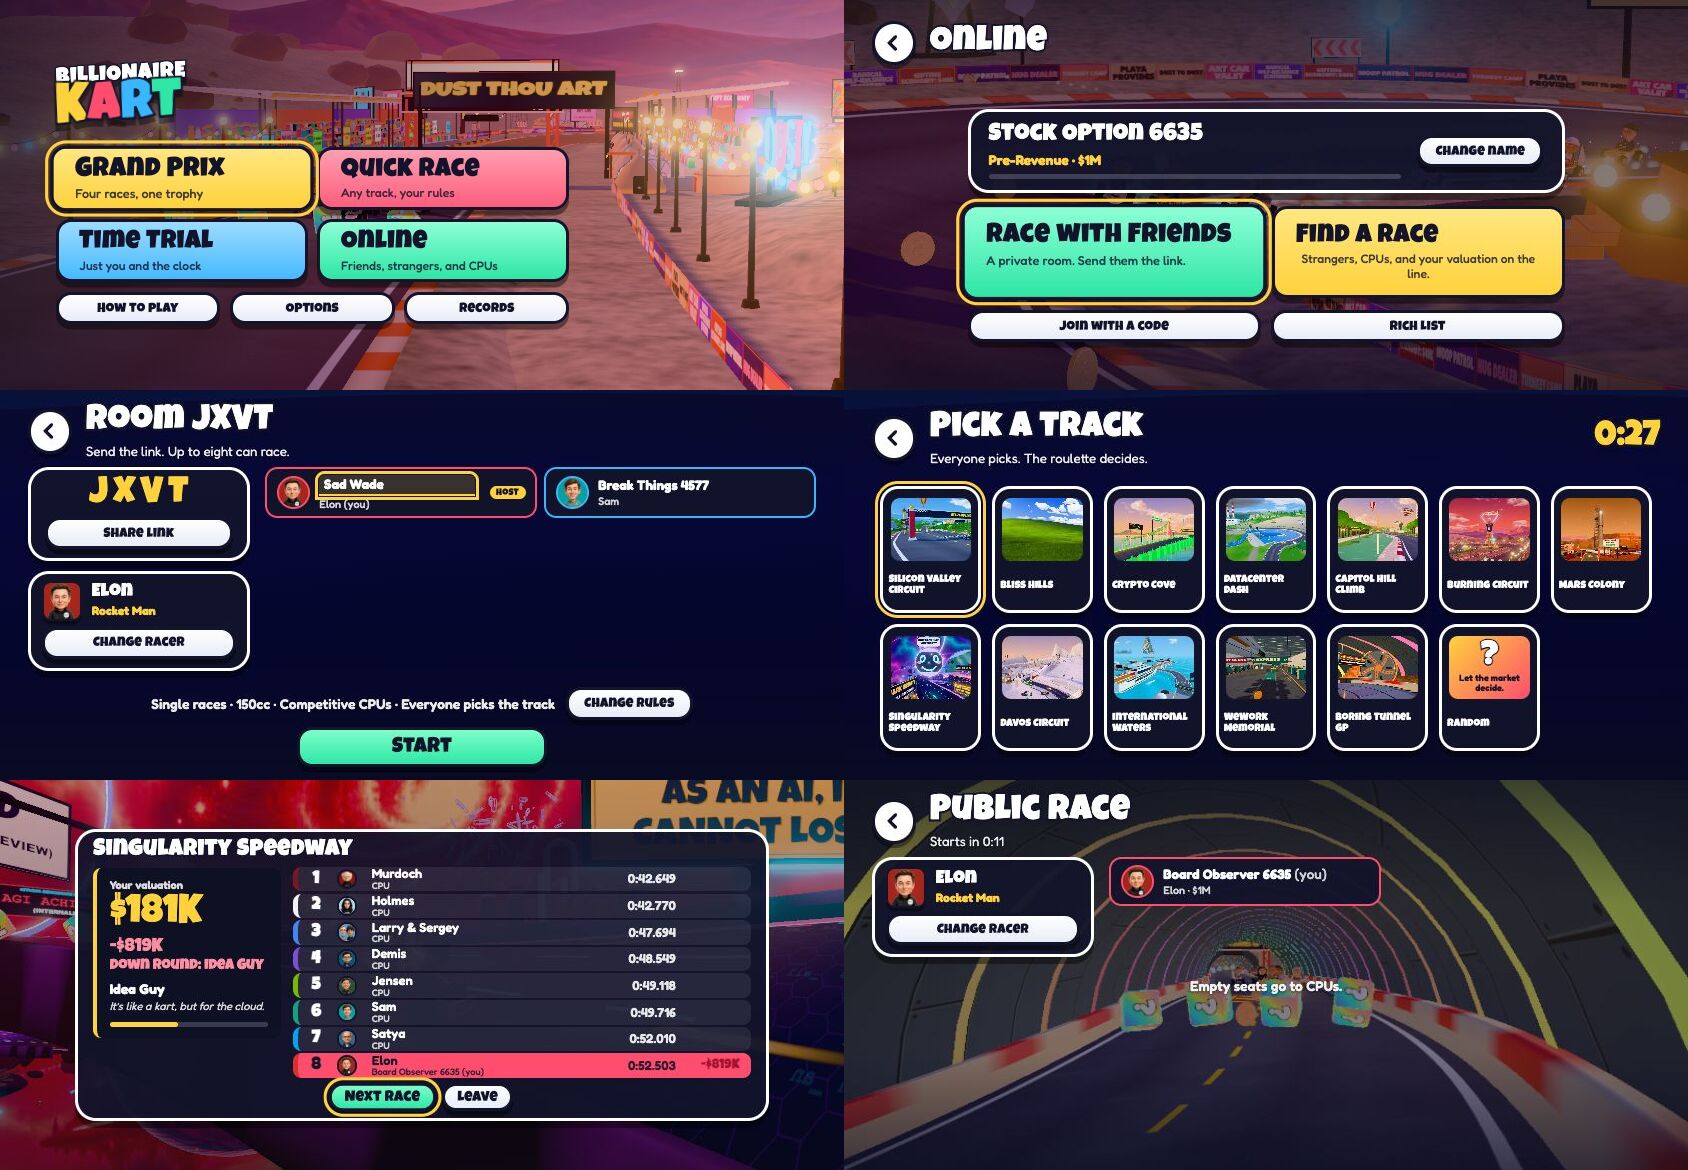 BILLIONAIRE
KART
DUST THOU ART
GRAND PRIX
Four races, one trophy
QUICK RACE
Any track, your rules
TIME TRIAL
Just you and the clock
ONLINE
Friends, strangers, and CPUs
HOW TO PLAY
OPTIONS
RECORDS
ONLINE
HUG DEALER
PLAYA
PROVIDES
DUST TO DUST
ART CAR
VALET
STOCK OPTION 6635
Pre-Revenue · $1M
CHANGE NAME
RACE WITH FRIENDS
A private room. Send them the link.
FIND A RACE
Strangers, CPUs, and your valuation on the
line.
JOIN WITH A CODE
RICH LIST
ROOM JXVT
Send the link. Up to eight can race.
JXVT
SHARE LINK
Sad Wade
Elon (you)
HOST
Break Things 4577
Sam
ELON
Rocket Man
CHANGE RACER
Single races · 150cc · Competitive CPUs · Everyone picks the track
CHANGE RULES
START
PICK A TRACK
Everyone picks. The roulette decides.
0:27
SILICON VALLEY
CIRCUIT
BLISS HILLS
CRYPTO COVE
DATACENTER
DASH
CAPITOL HILL
CLIMB
BURNING CIRCUIT
MARS COLONY
SINGULARITY
SPEEDWAY
DAVOS CIRCUIT
INTERNATIONAL
WATERS
WEWORK
MEMORIAL
BORING TUNNEL
GP
?
Let the market
decide.
RANDOM
AS AN AI, I
CANNOT LOS
EVIEW)
AGI ACHI
SINGULARITY SPEEDWAY
Your valuation
$181K
-$819K
DOWN ROUND: IDEA GUY
Idea Guy
It's like a kart, but for the cloud.
1 Murdoch 0:42.649
CPU
2 Holmes 0:42.770
CPU
3 Larry & Sergey 0:47.694
CPU
4 Demis 0:48.549
CPU
5 Jensen 0:49.118
CPU
6 Sam 0:49.716
CPU
7 Satya 0:52.010
CPU
8 Elon 0:52.503 -$819K
Board Observer 6635 (you)
NEXT RACE
LEAVE
PUBLIC RACE
Starts in 0:11
ELON
Rocket Man
CHANGE RACER
Board Observer 6635 (you)
Elon · $1M
Empty seats go to CPUs.